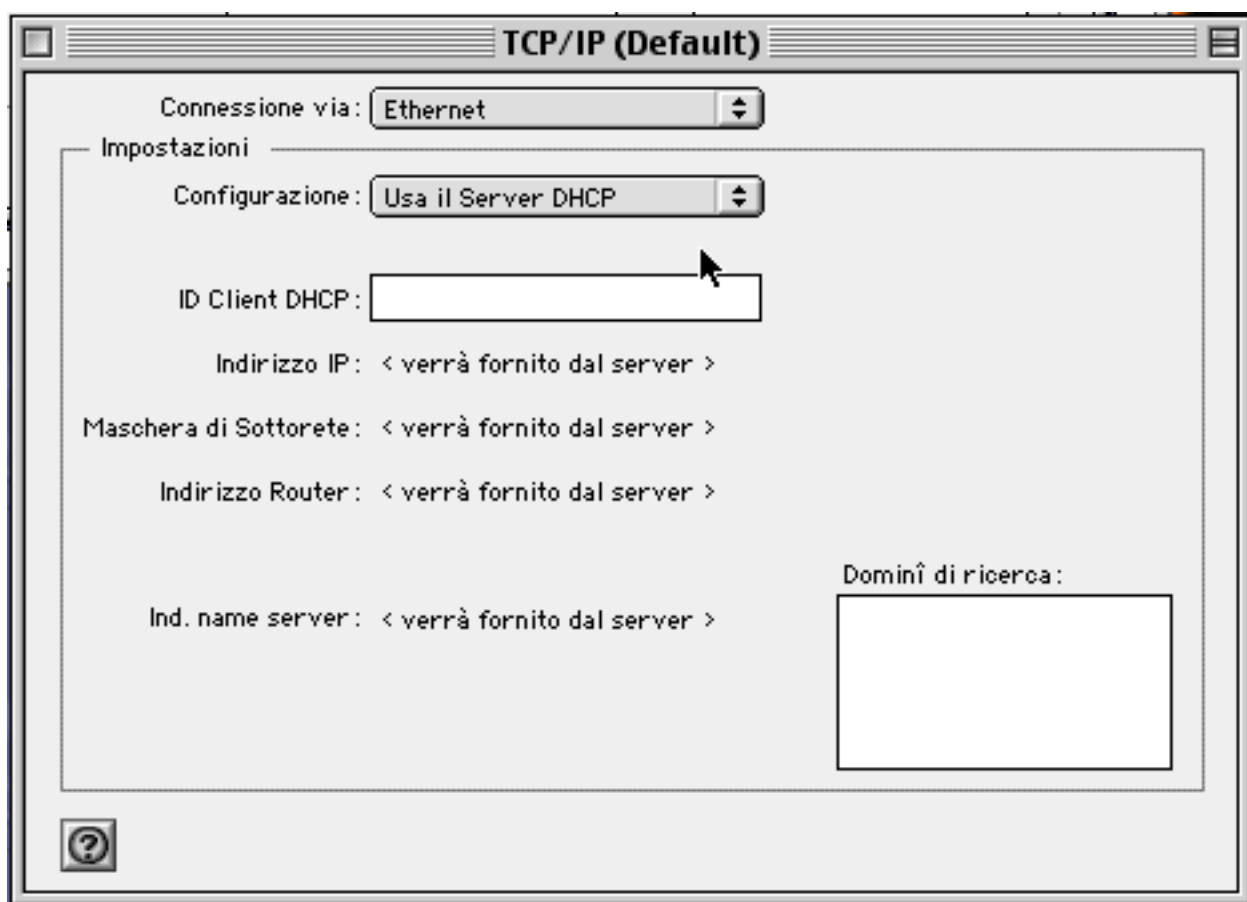 TCP/IP (Default)
Connessione via: Ethernet
Impostazioni
Configurazione: Usa il Server DHCP
ID Client DHCP:
Indirizzo IP: < verrà fornito dal server >
Maschera di Sottorete: < verrà fornito dal server >
Indirizzo Router: < verrà fornito dal server >
Dominî di ricerca:
Ind. name server: < verrà fornito dal server >
?